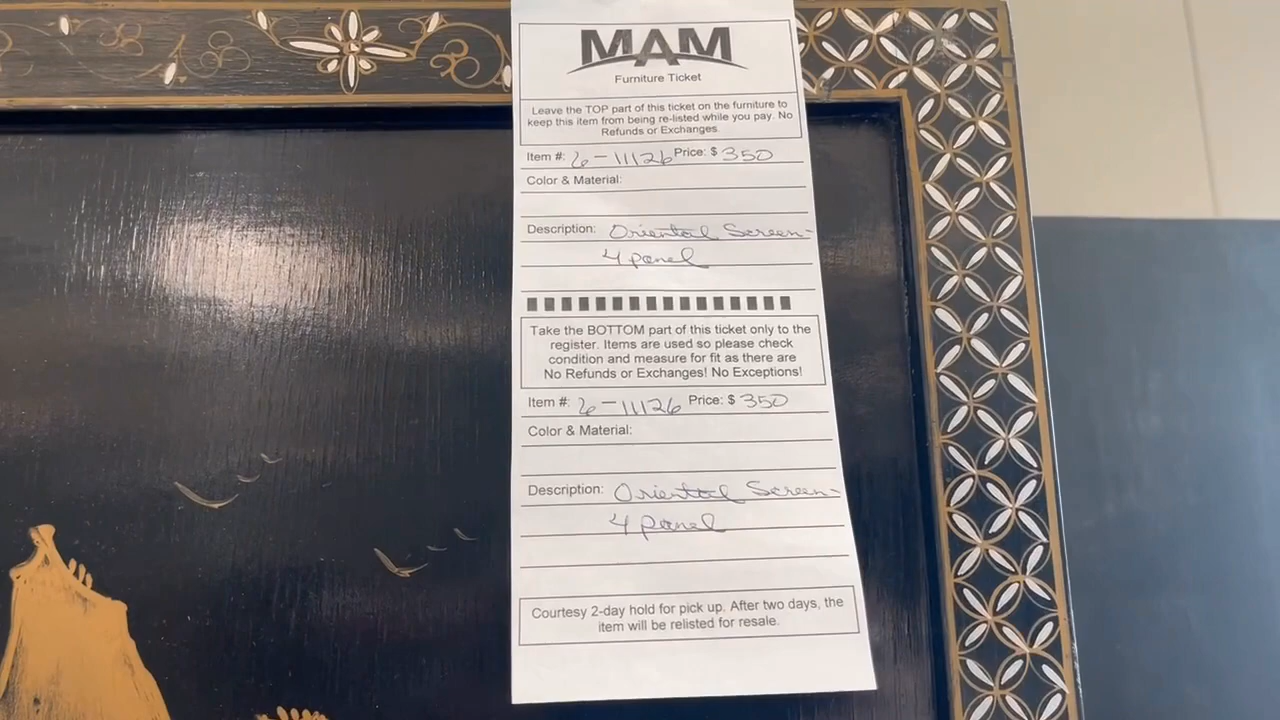 MAM
Furniture Ticket
Leave the TOP part of this ticket on the furniture to
keep this item from being re-listed while you pay. No
Refunds or Exchanges.
Item #: 6-11126 Price: $ 350
Color & Material:
Description: Oriental Screen-
4 panel
Take the BOTTOM part of this ticket only to the
register. Items are used so please check
condition and measure for fit as there are
No Refunds or Exchanges! No Exceptions!
Item #: 6-11126 Price: $ 350
Color & Material:
Description: Oriental Screen-
4 panel
Courtesy 2-day hold for pick up. After two days, the
item will be relisted for resale.